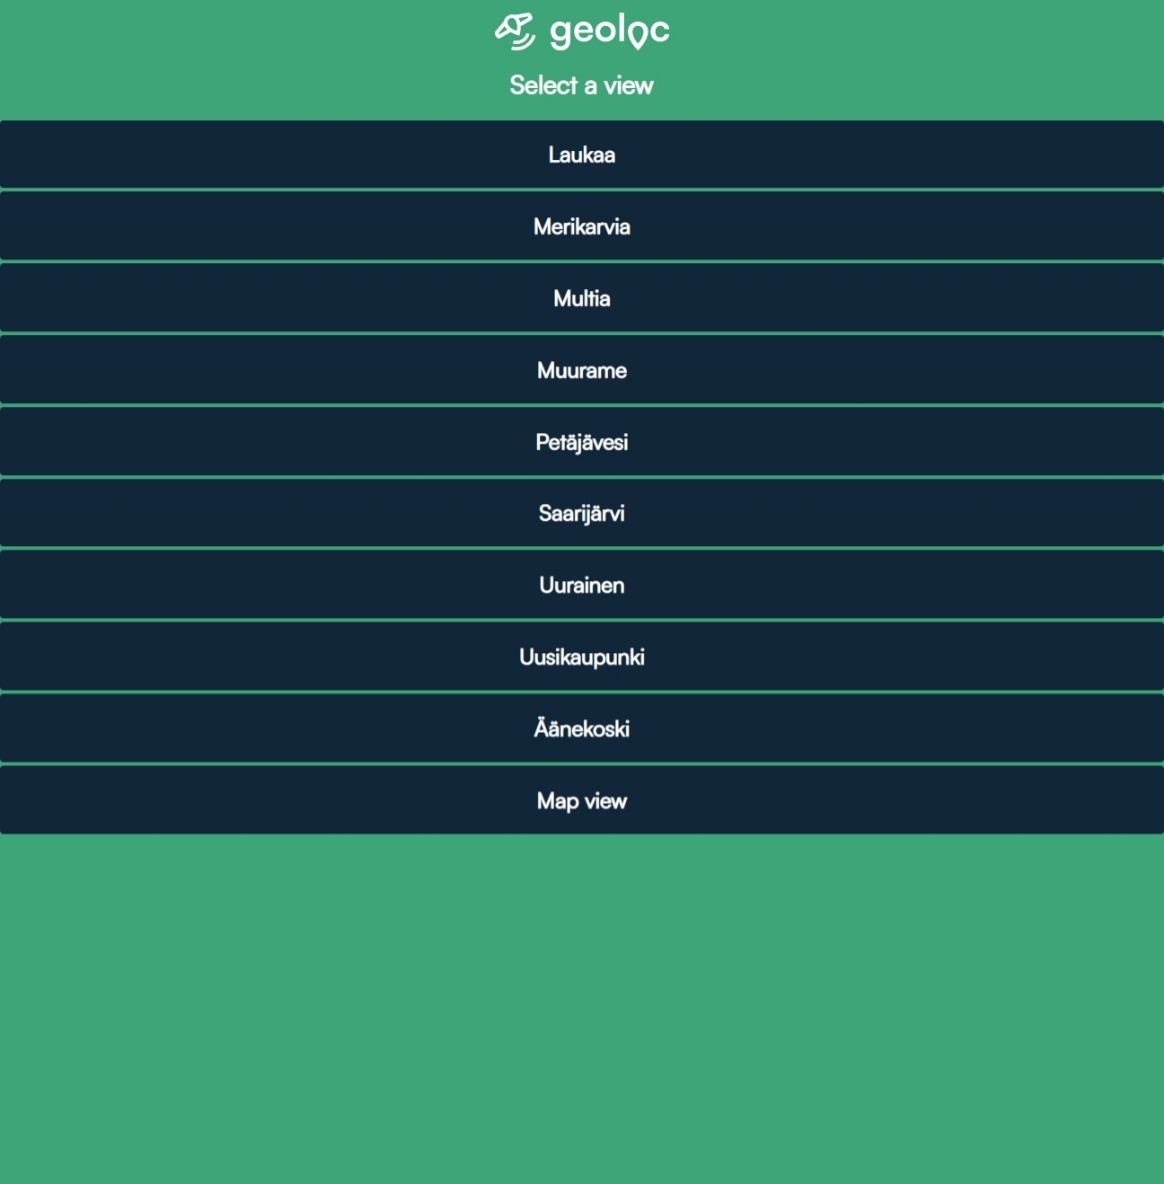 geoloc
Select a view
Laukaa
Merikarvia
Multia
Muurame
Petäjävesi
Saarijärvi
Uurainen
Uusikaupunki
Äänekoski
Map view